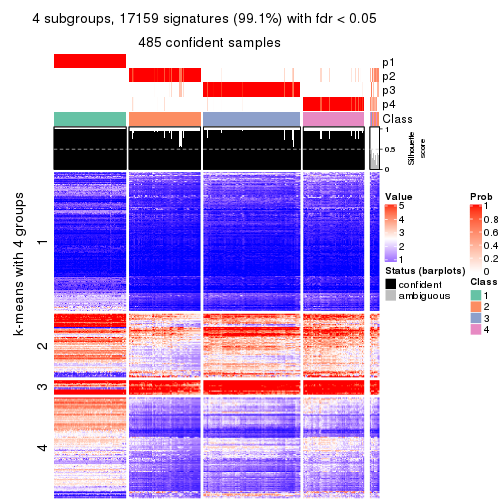 4 subgroups, 17159 signatures (99.1%) with fdr < 0.05
485 confident samples
p1
p2
p3
p4
Class
1
0.5
0
Silhouette
score
k-means with 4 groups
1
2
3
4
Value
5
4
3
2
1
Status (barplots)
confident
ambiguous
Prob
1
0.8
0.6
0.4
0.2
0
Class
1
2
3
4